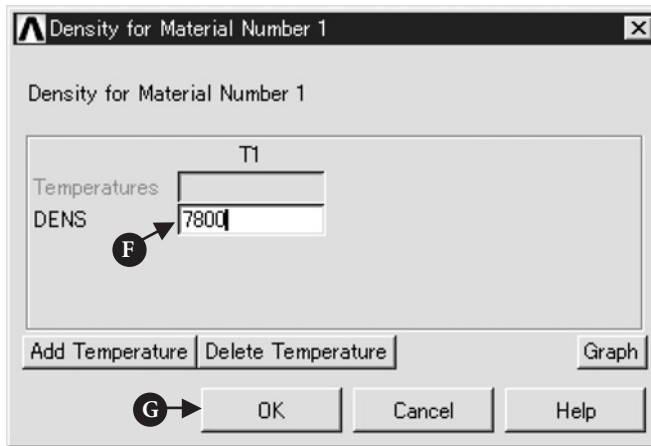 Density for Material Number 1
Density for Material Number 1
T1
Temperatures
DENS 7800
F
Add Temperature Delete Temperature Graph
G OK Cancel Help